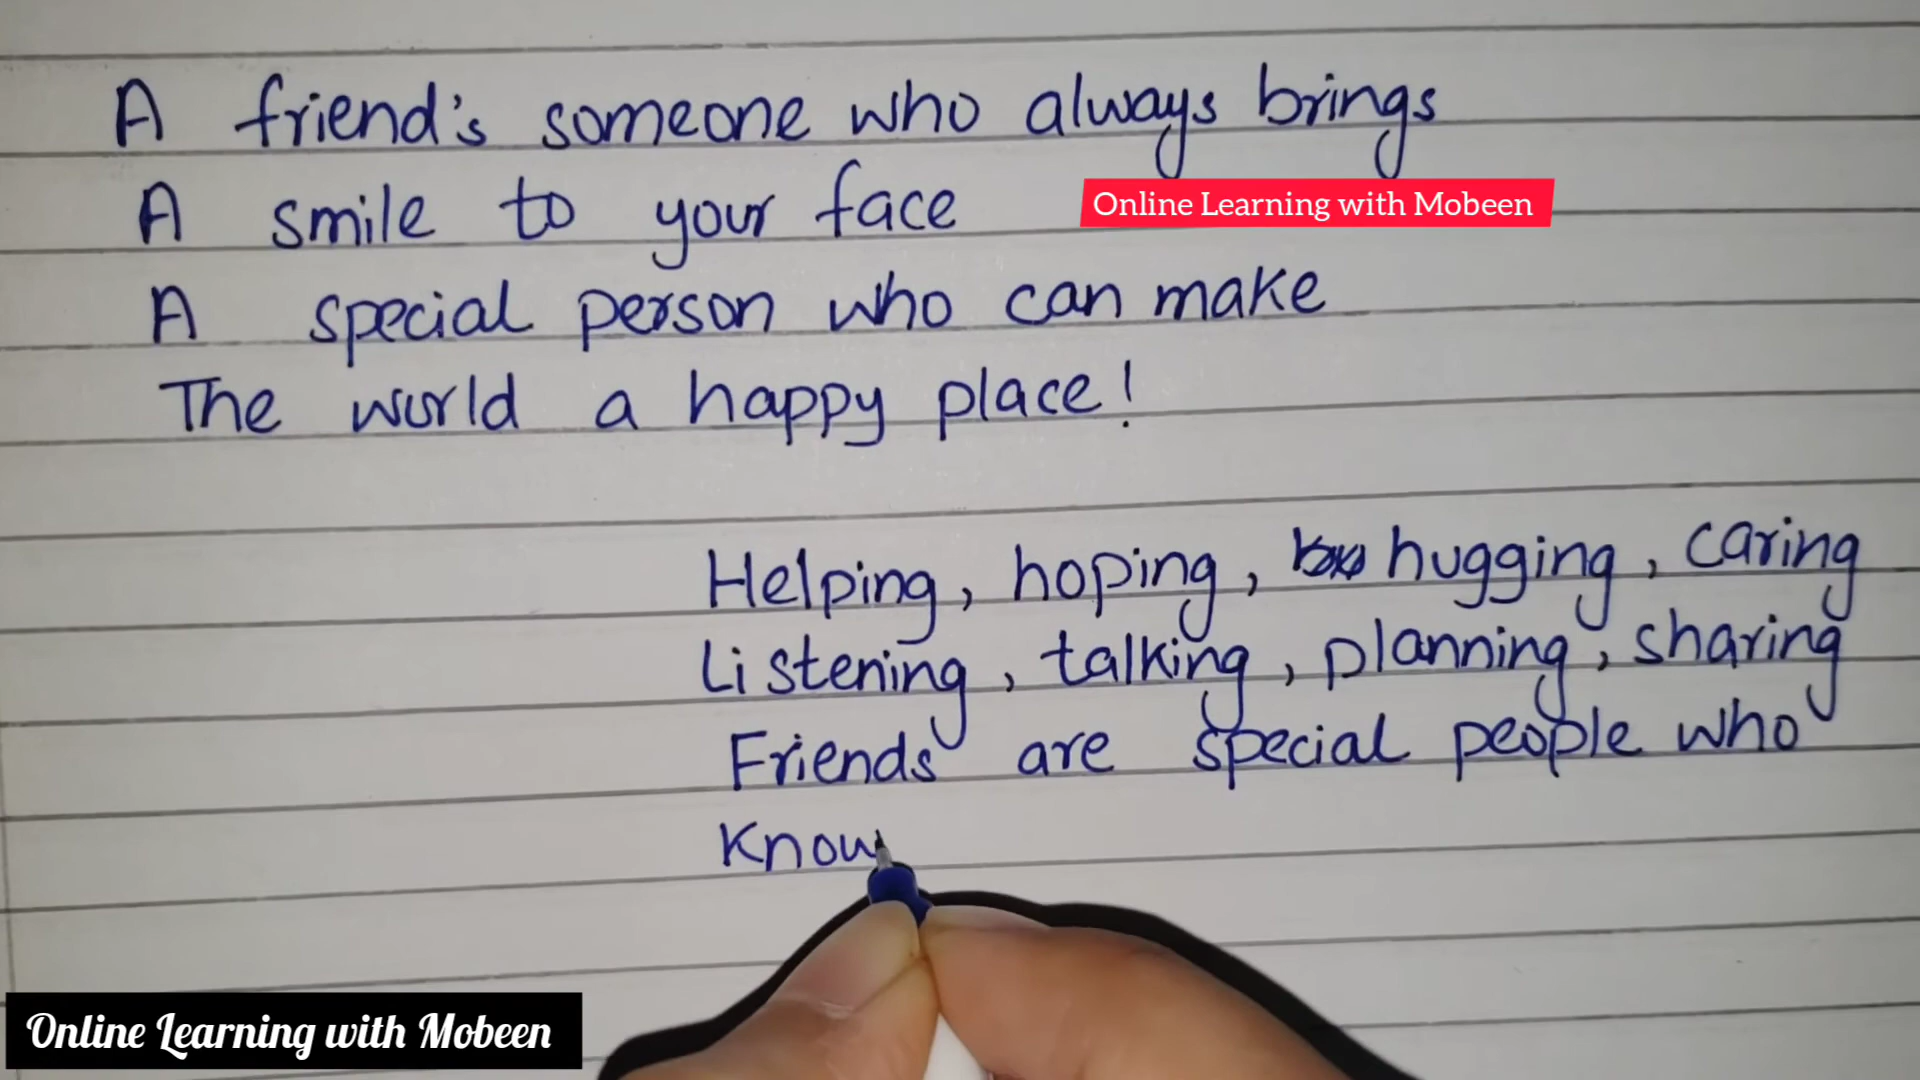 A friend's someone who always brings
A smile to your face
Online Learning with Mobeen
A special person who can make
The world a happy place!
Helping, hoping, hugging, caring
Listening, talking, planning, sharing
Friends are special people who
Know
Online Learning with Mobeen